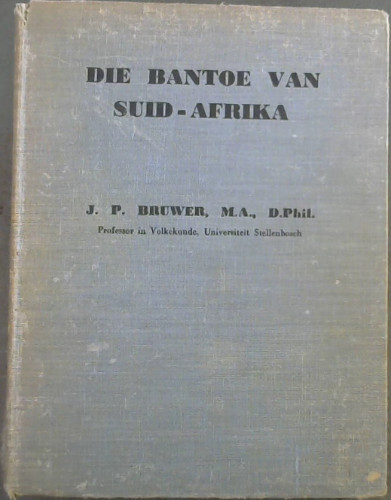 DIE BANTOE VAN
SUID-AFRIKA
J. P. BRUWER, M.A., D.Phil.
Professor in Volkekunde, Universiteit Stellenbosch